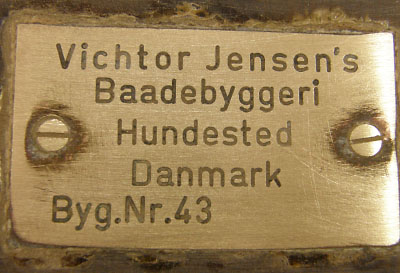 Vichtor Jensen's
Baadebyggeri
Hundested
Danmark
Byg.Nr.43